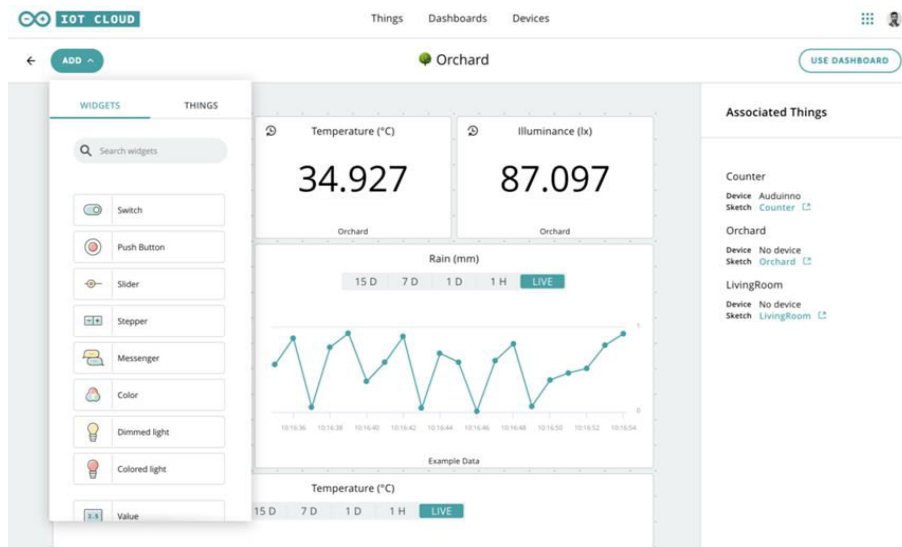 IOT CLOUD
Things Dashboards Devices
ADD
Orchard
USE DASHBOARD
WIDGETS THINGS
Search widgets
Switch
Push Button
Slider
Stepper
Messenger
Color
Dimmed light
Colored light
Value
Temperature (°C)
34.927
Orchard
Illuminance (lx)
87.097
Orchard
Rain (mm)
15 D 7 D 1 D 1 H LIVE
1
0
10:16:36 10:16:38 10:16:40 10:16:42 10:16:44 10:16:46 10:16:48 10:16:50 10:16:52 10:16:54
Example Data
Temperature (°C)
15 D 7 D 1 D 1 H LIVE
Associated Things
Counter
Device Auduinno
Sketch Counter
Orchard
Device No device
Sketch Orchard
LivingRoom
Device No device
Sketch LivingRoom